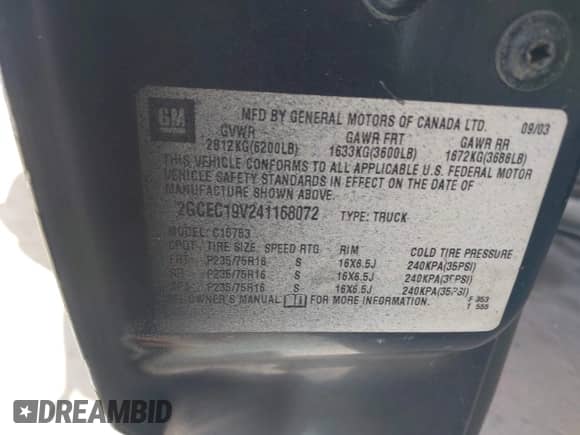 GM
MFD BY GENERAL MOTORS OF CANADA LTD. 09/03
GVWR GAWR FRT GAWR RR
2812KG(6200LB) 1633KG(3600LB) 1672KG(3686LB)
THIS VEHICLE CONFORMS TO ALL APPLICABLE U.S. FEDERAL MOTOR
VEHICLE SAFETY STANDARDS IN EFFECT ON THE DATE OF
MANUFACTURE SHOWN ABOVE.
2GCEC19V241168072 TYPE: TRUCK
MODEL: C15753
TIRE SIZE SPEED RTG RIM COLD TIRE PRESSURE
FRT P235/75R16 S 16X6.5J 240KPA(35PSI)
RR P235/75R16 S 16X6.5J 240KPA(35PSI)
SPA P235/75R16 S 16X6.5J 240KPA(35PSI)
SEE OWNER'S MANUAL FOR MORE INFORMATION
F 353
T 555
DREAMBID